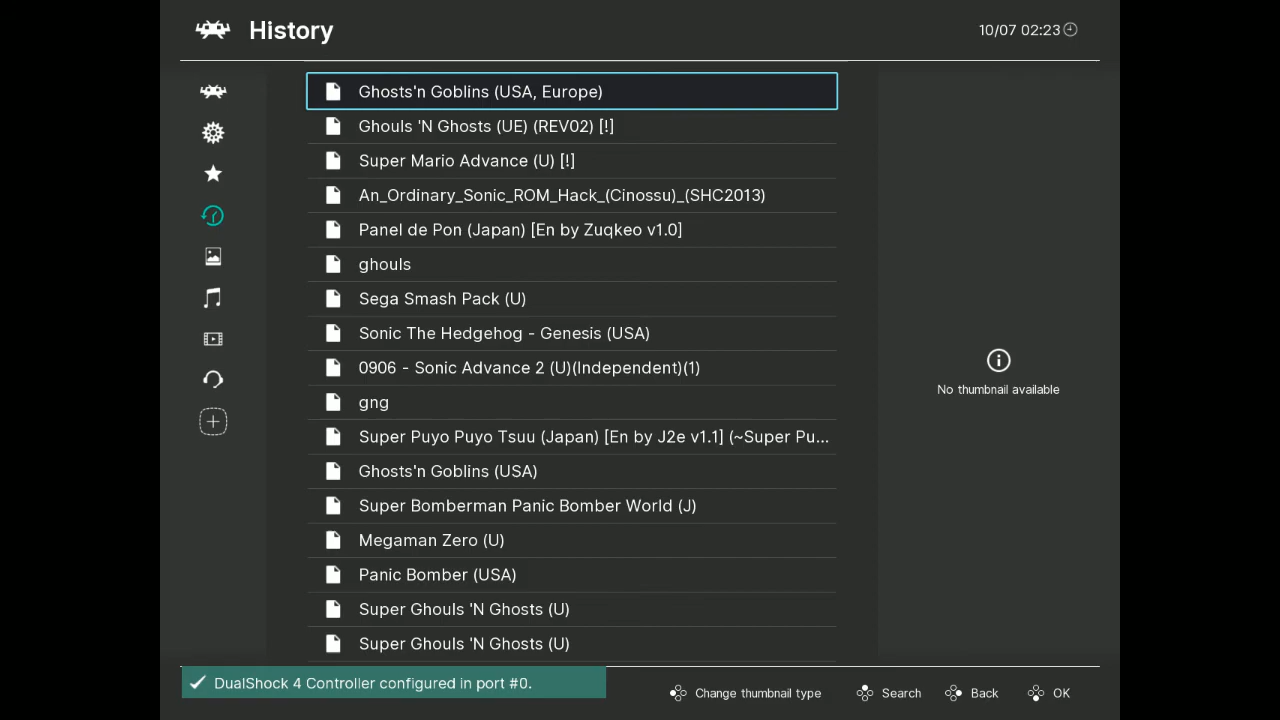 History
10/07 02:23
Ghosts'n Goblins (USA, Europe)
Ghouls 'N Ghosts (UE) (REV02) [!]
Super Mario Advance (U) [!]
An_Ordinary_Sonic_ROM_Hack_(Cinossu)_(SHC2013)
Panel de Pon (Japan) [En by Zuqkeo v1.0]
ghouls
Sega Smash Pack (U)
Sonic The Hedgehog - Genesis (USA)
0906 - Sonic Advance 2 (U)(Independent)(1)
gng
Super Puyo Puyo Tsuu (Japan) [En by J2e v1.1] (~Super Pu...
Ghosts'n Goblins (USA)
Super Bomberman Panic Bomber World (J)
Megaman Zero (U)
Panic Bomber (USA)
Super Ghouls 'N Ghosts (U)
Super Ghouls 'N Ghosts (U)
No thumbnail available
DualShock 4 Controller configured in port #0.
Change thumbnail type
Search
Back
OK